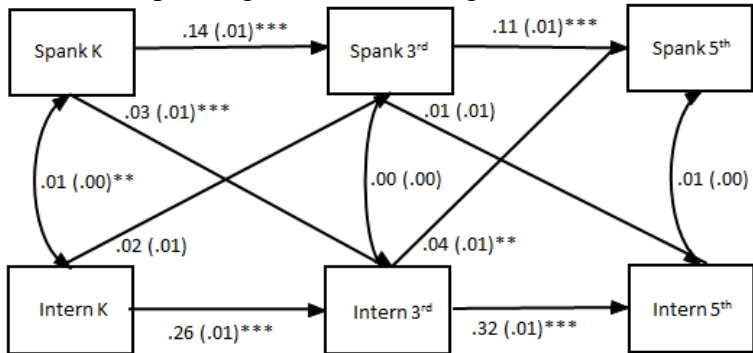 .14 (.01)***
.11 (.01)***
Spank K
Spank 3rd
Spank 5th
.03 (.01)***
.01 (.01)
.01 (.00)**
.00 (.00)
.01 (.00)
.02 (.01)
.04 (.01)**
Intern K
Intern 3rd
Intern 5th
.26 (.01)***
.32 (.01)***